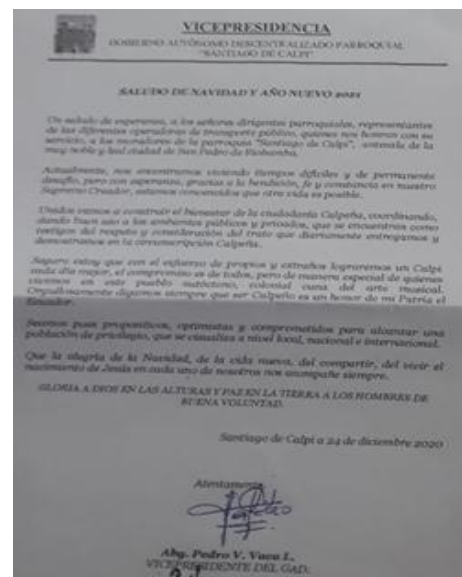 VICEPRESIDENCIA
GOBIERNO AUTÓNOMO DESCENTRALIZADO PARROQUIAL
"SANTIAGO DE CALPI"
SALUDO DE NAVIDAD Y AÑO NUEVO 2021
Un saludo de esperanza, a los señores dirigentes parroquiales, representantes
de las diferentes operadoras de transporte público, quienes nos honran con su
servicio, a los moradores de la parroquia "Santiago de Calpi", antesala de la
muy noble y leal ciudad de San Pedro de Riobamba.
Actualmente, nos encontramos viviendo tiempos difíciles y de permanente
desafío, pero con esperanza, gracias a la bendición, fe y constancia en nuestro
Supremo Creador, estamos convencidos que otra vida es posible.
Unidos vamos a construir el bienestar de la ciudadanía Calpeña, coordinando,
dando buen uso a los ambientes públicos y privados, que se encuentran como
testigos del respeto y consideración del trato que diariamente entregamos y
demostramos en la circunscripción Calpeña.
Seguro estoy que con el esfuerzo de propios y extraños lograremos un Calpi
cada día mejor, el compromiso es de todos, pero de manera especial de quienes
vivimos en este pueblo autóctono, colonial cuna del arte musical.
Orgullosamente digamos siempre que ser Calpeño es un honor de mi Patria el
Ecuador.
Seamos pues propositivos, optimistas y comprometidos para alcanzar una
población de privilegio, que se visualiza a nivel local, nacional e internacional.
Que la alegría de la Navidad, de la vida nueva, del compartir, del vivir el
nacimiento de Jesús en cada uno de nosotros nos acompañe siempre.
GLORIA A DIOS EN LAS ALTURAS Y PAZ EN LA TIERRA A LOS HOMBRES DE
BUENA VOLUNTAD.
Santiago de Calpi a 24 de diciembre 2020
Atentamente
Abg. Pedro V. Vaca I.,
VICEPRESIDENTE DEL GAD.